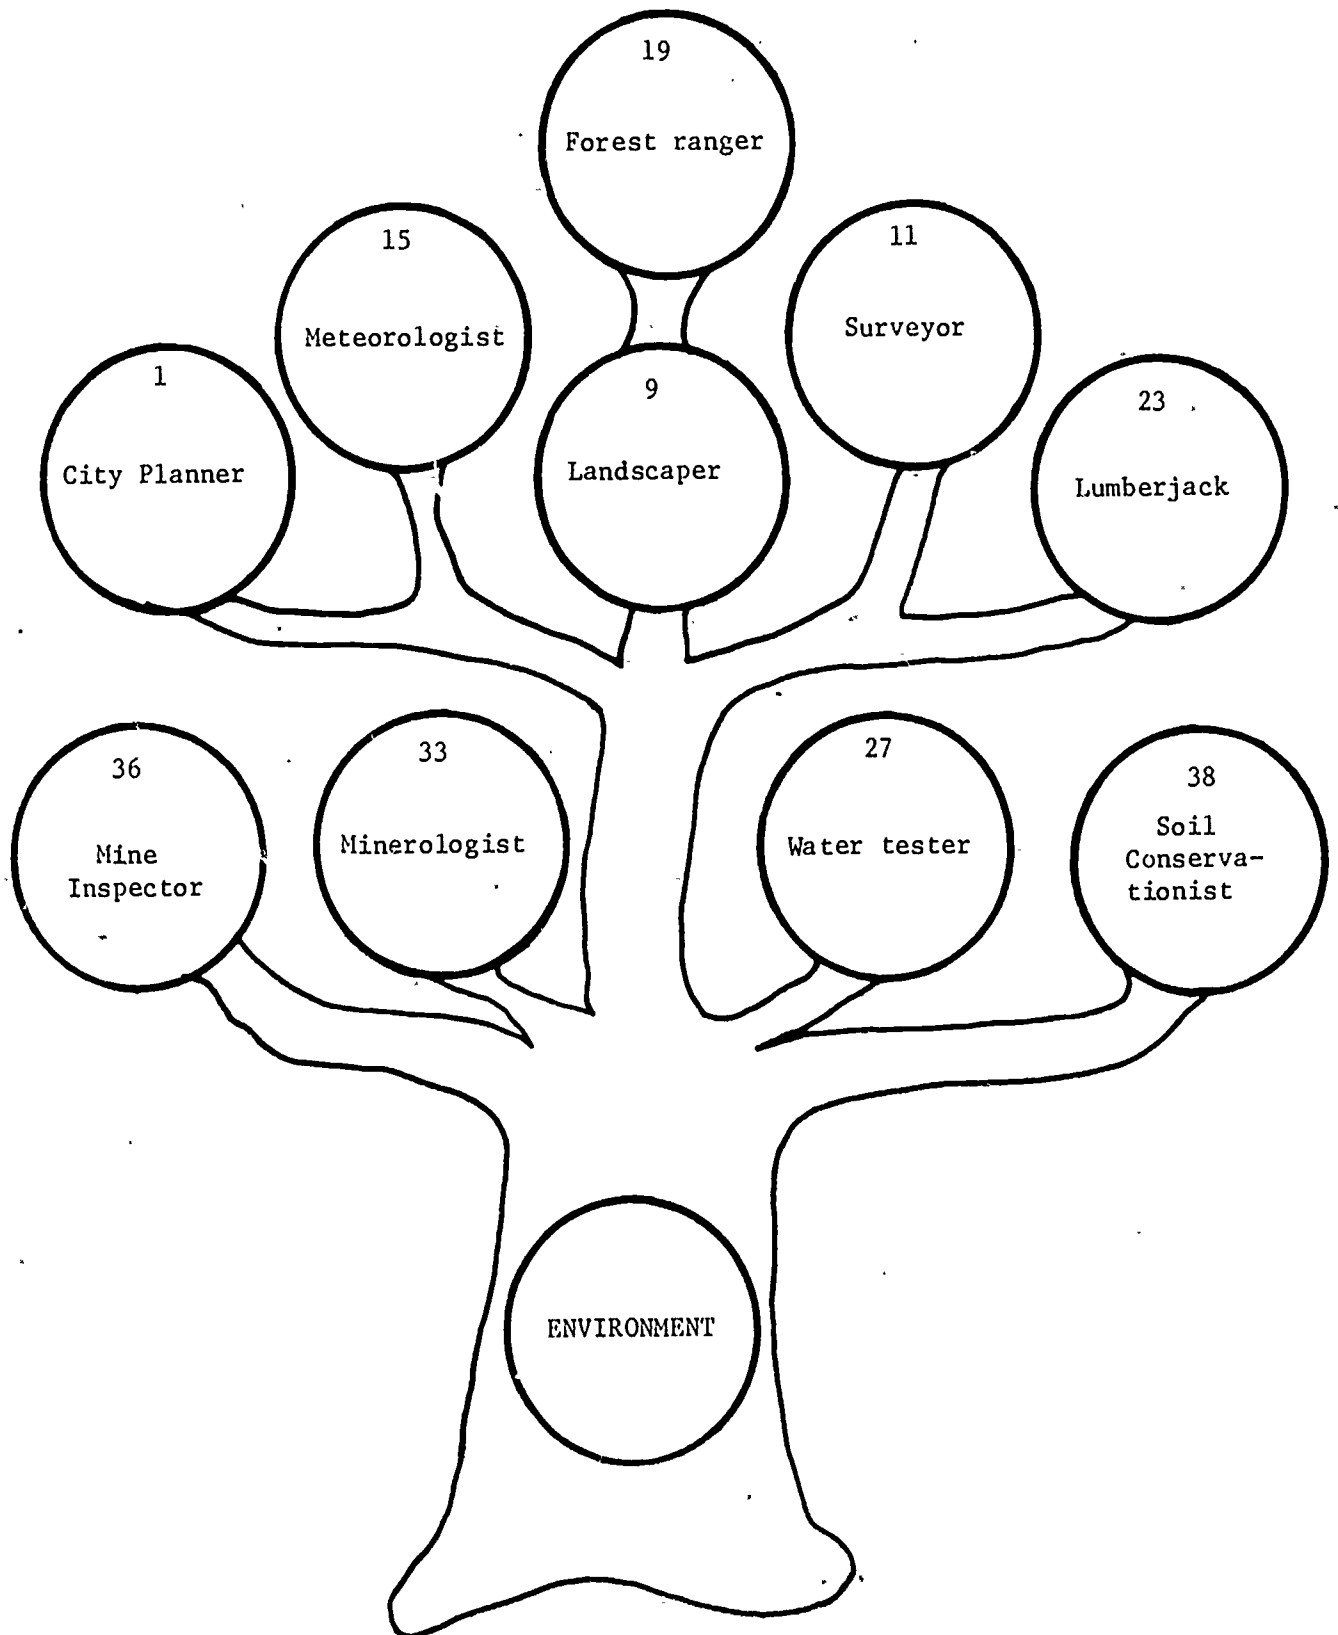 19
Forest ranger
15
Meteorologist
11
Surveyor
1
City Planner
9
Landscaper
23
Lumberjack
36
Mine
Inspector
33
Minerologist
27
Water tester
38
Soil
Conserva-
tionist
ENVIRONMENT